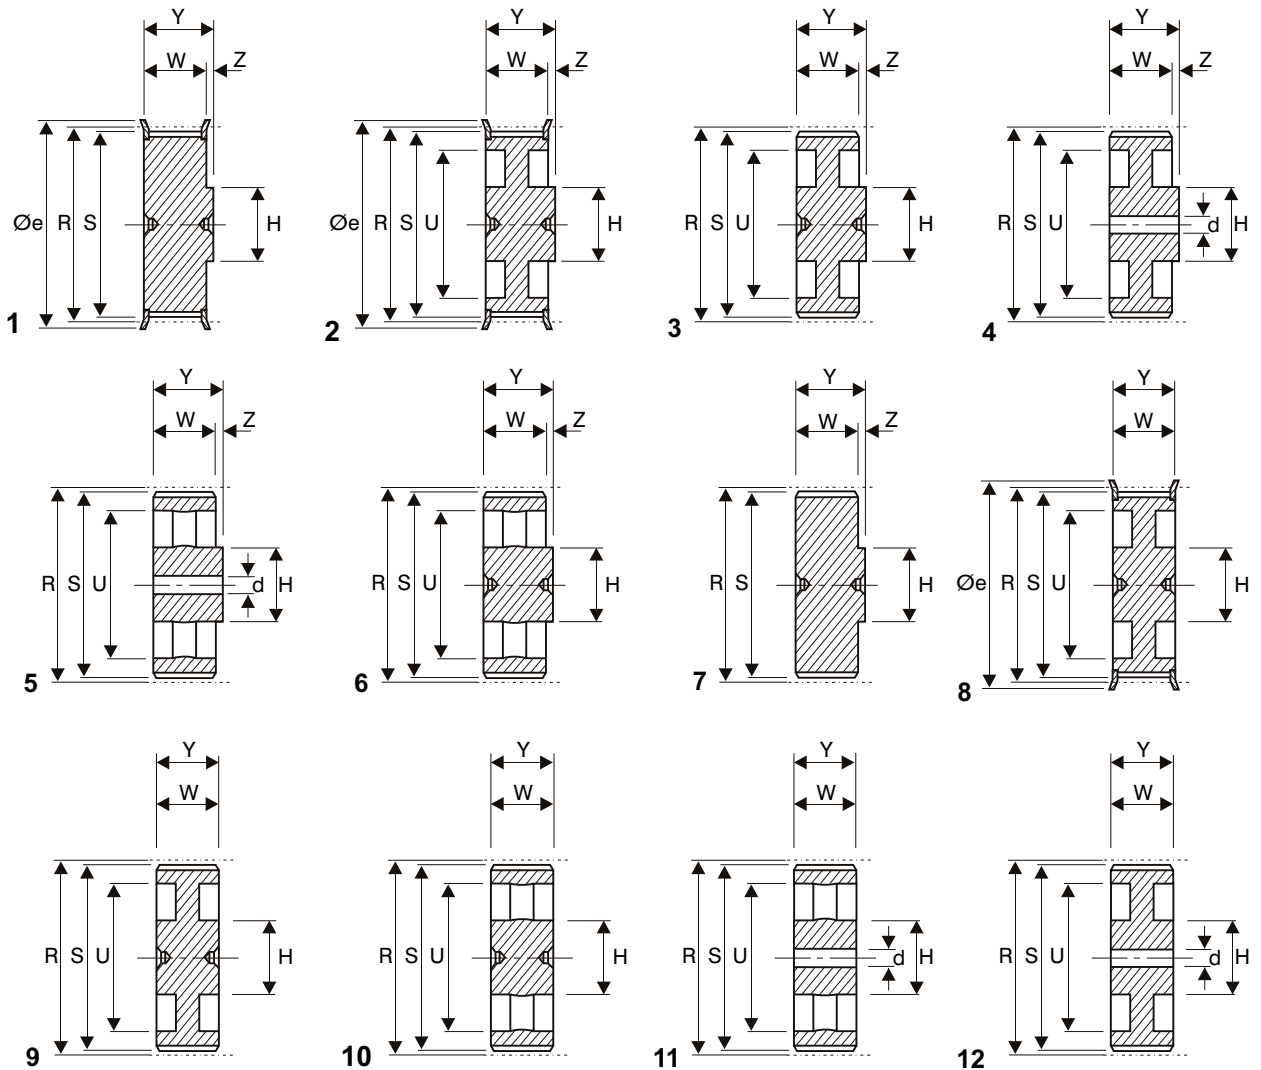 Y Y Y Y
W Z W Z W Z W Z
Øe R S H Øe R S U H R S U H R S U d H
1 2 3 4
Y Y Y Y
W Z W Z W Z W
R S U d H R S U H R S H Øe R S U H
5 6 7 8
Y Y Y Y
W W W W
R S U H R S U H R S U d H R S U d H
9 10 11 12